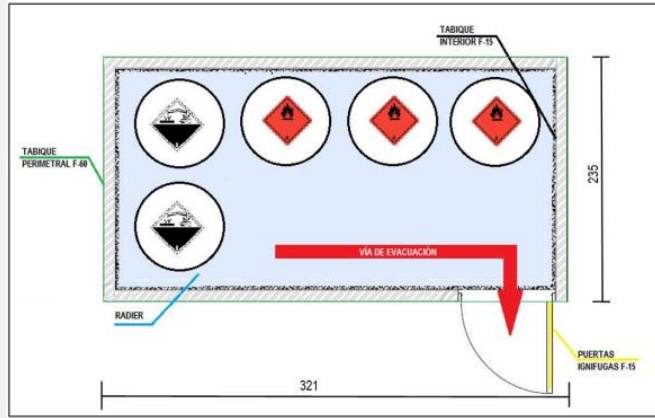 TABIQUE
INTERIOR F-15
TABIQUE
PERIMETRAL F-60
235
VÍA DE EVACUACIÓN
RADIER
PUERTAS
IGNIFUGAS F-15
321